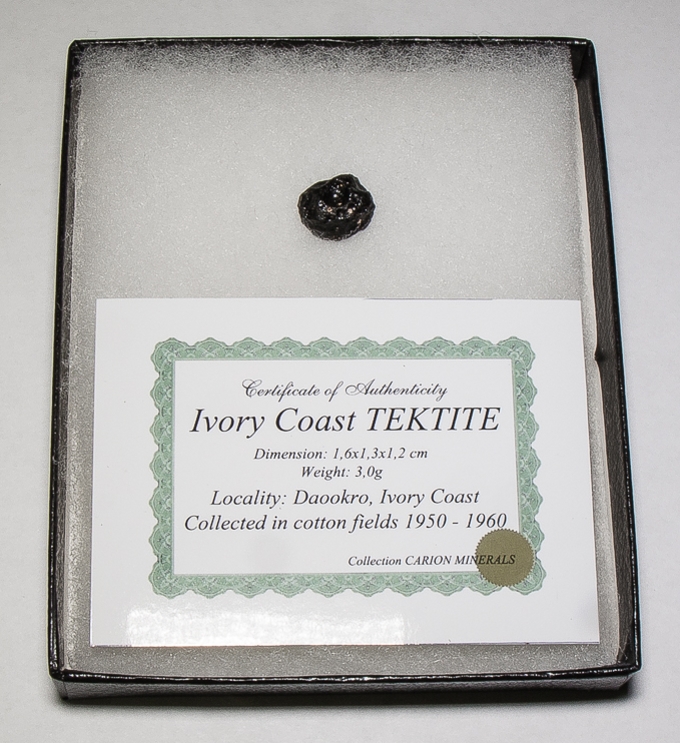 Certificate of Authenticity
Ivory Coast TEKTITE
Dimension: 1,6x1,3x1,2 cm
Weight: 3,0g
Locality: Daookro, Ivory Coast
Collected in cotton fields 1950 - 1960
Collection CARION MINERALS